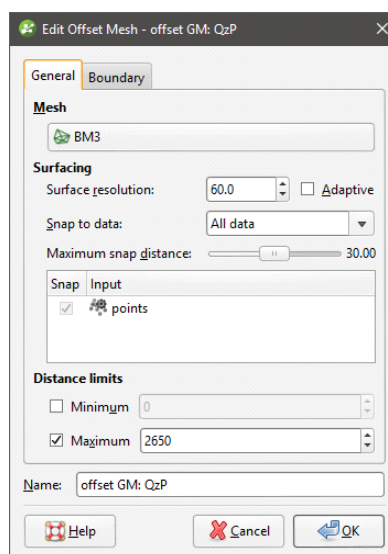 Edit Offset Mesh - offset GM: QzP
General Boundary
Mesh
BM3
Surfacing
Surface resolution: 60.0 Adaptive
Snap to data: All data
Maximum snap distance: 30.00
Snap Input
points
Distance limits
Minimum 0
Maximum 2650
Name: offset GM: QzP
Help Cancel OK